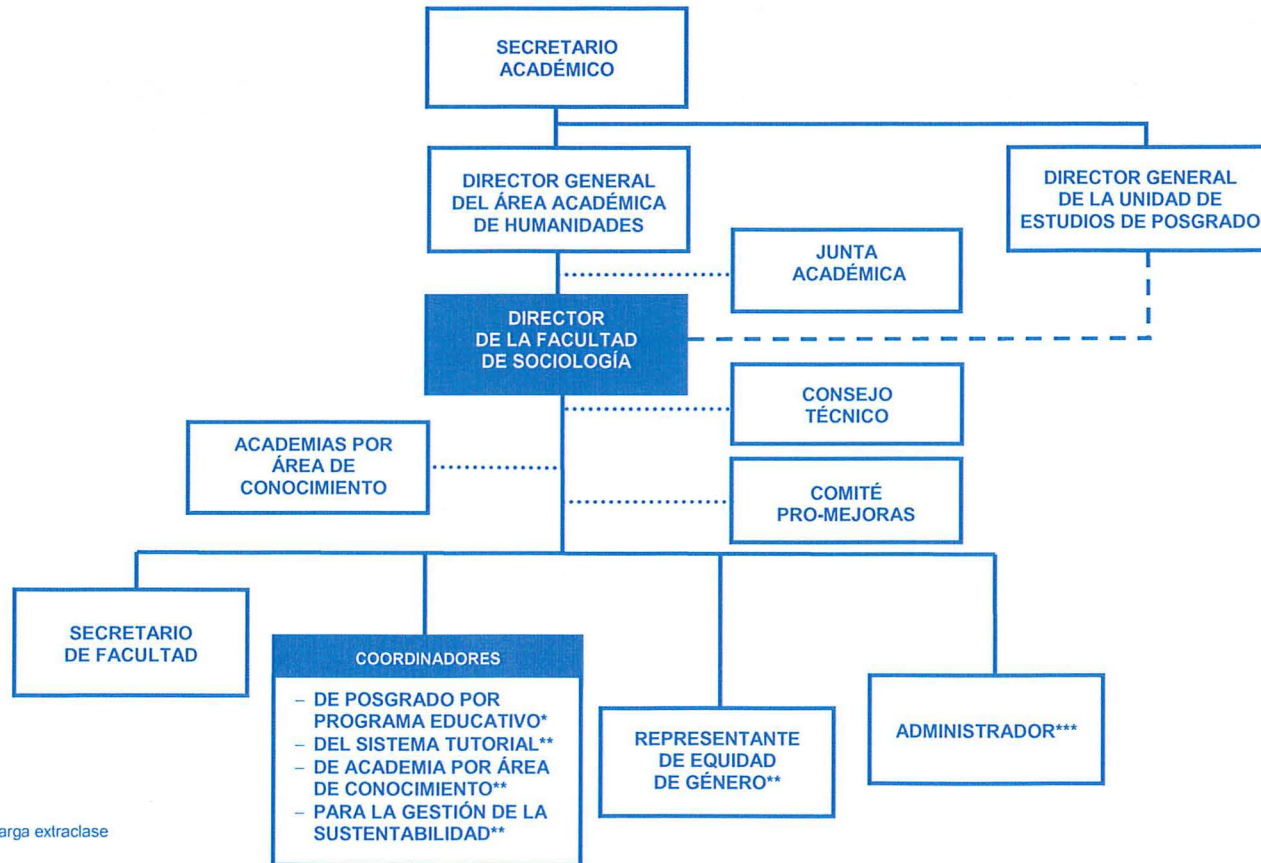 SECRETARIO
ACADÉMICO
DIRECTOR GENERAL
DEL ÁREA ACADÉMICA
DE HUMANIDADES
DIRECTOR GENERAL
DE LA UNIDAD DE
ESTUDIOS DE POSGRADO
JUNTA
ACADÉMICA
DIRECTOR
DE LA FACULTAD
DE SOCIOLOGÍA
CONSEJO
TÉCNICO
ACADEMIAS POR
ÁREA DE
CONOCIMIENTO
COMITÉ
PRO-MEJORAS
SECRETARIO
DE FACULTAD
COORDINADORES
– DE POSGRADO POR
PROGRAMA EDUCATIVO*
– DEL SISTEMA TUTORIAL**
– DE ACADEMIA POR ÁREA
DE CONOCIMIENTO**
– PARA LA GESTIÓN DE LA
SUSTENTABILIDAD**
REPRESENTANTE
DE EQUIDAD
DE GÉNERO**
ADMINISTRADOR***
extraclase